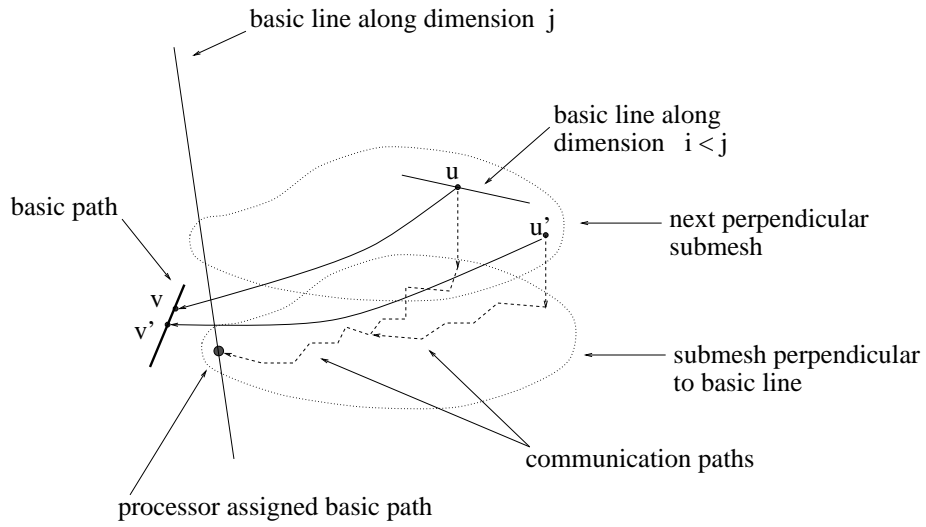 basic line along dimension j
basic line along
dimension i < j
u
basic path
u'
next perpendicular
submesh
v
v'
submesh perpendicular
to basic line
communication paths
processor assigned basic path